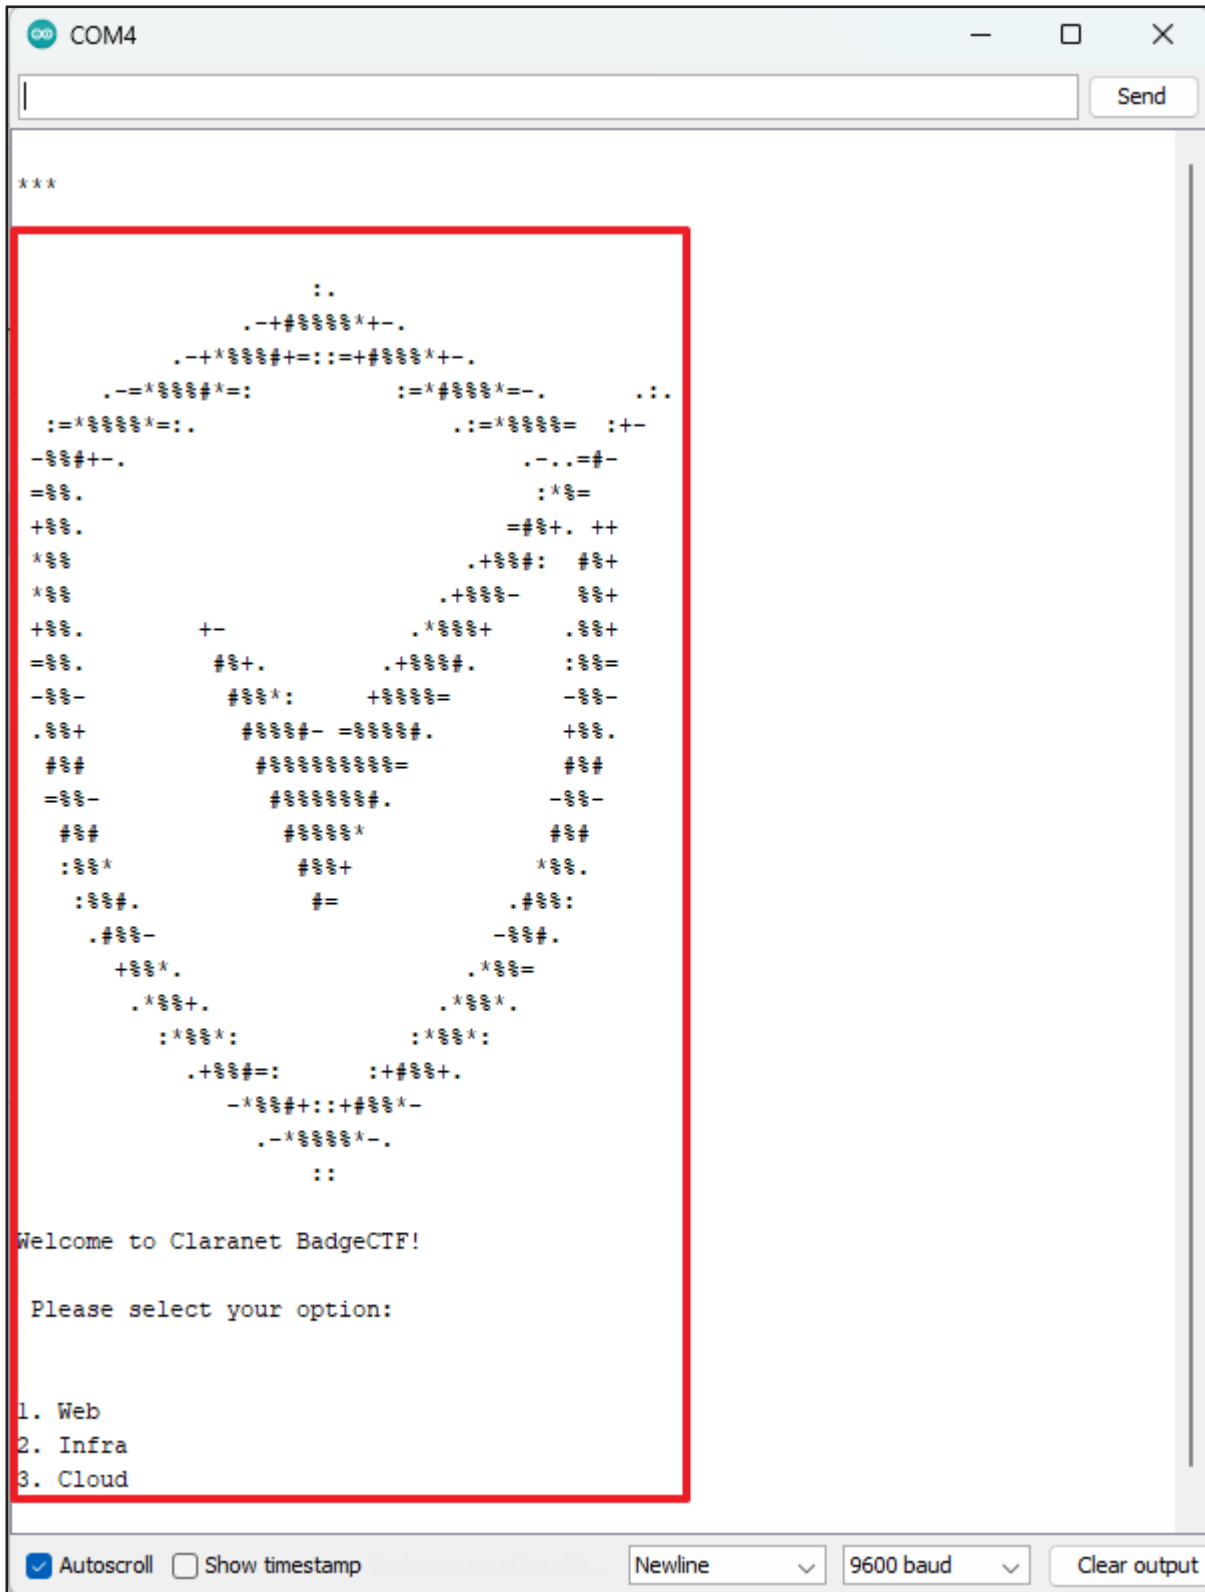 COM4
Send
***
:.
.-+#%%%%*+-.
.-+*%%%#+=::=+#%%%*+-.
.-=*%%%#*=:          :=*#%%%*=-.      .:.
:=*%%%%*=:.                  .:=*%%%%=  :+-
-%%#+-.                            .-..=#-
=%%.                                :*%=
+%%.                              =#%+. ++
*%%                            .+%%#:  #%+
*%%                          .+%%%-    %%+
+%%.        +-             .*%%%+     .%%+
=%%.         #%+.        .+%%%#.      :%%=
-%%-          #%%*:     +%%%%=        -%%-
.%%+           #%%%#- =%%%%#.         +%%.
#%#            #%%%%%%%%%=           #%#
=%%-            #%%%%%%#.           -%%-
#%#             #%%%%*             #%#
:%%*             #%%+             *%%.
:%%#.            #=            .#%%:
.#%%-                        -%%#.
+%%*.                    .*%%=
.*%%+.                .*%%*.
:*%%*:            :*%%*:
.+%%#=:      :+#%%+.
-*%%#+::+#%%*-
.-*%%%%*-.
::
Welcome to Claranet BadgeCTF!
Please select your option:
1. Web
2. Infra
3. Cloud
Autoscroll Show timestamp Newline 9600 baud Clear output